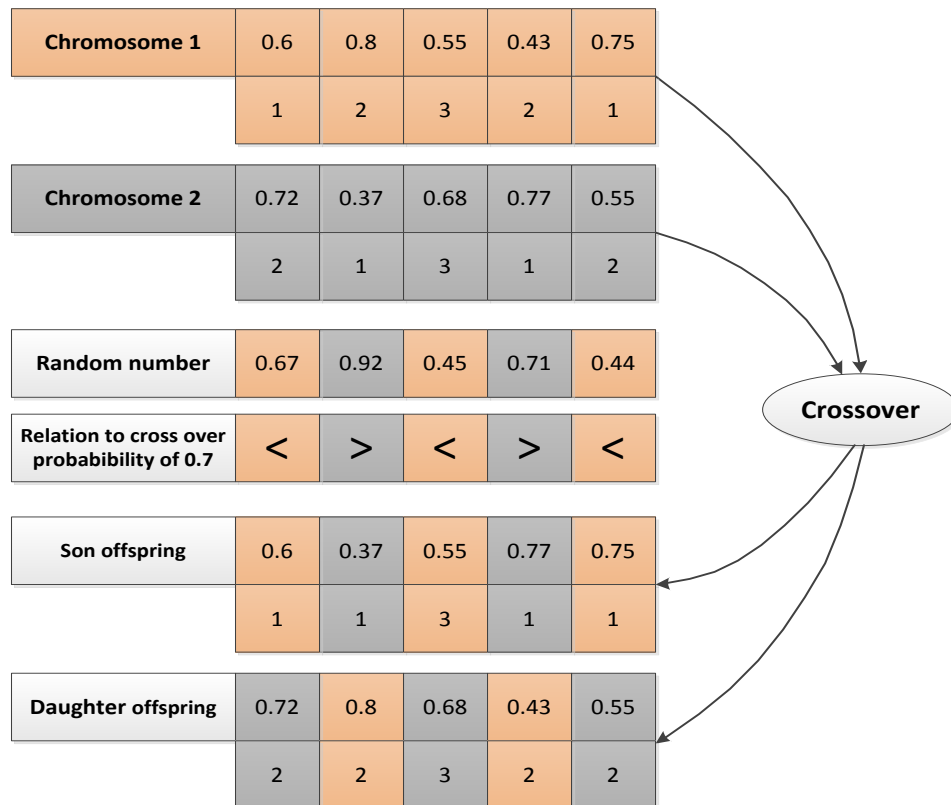 Chromosome 1 0.6 0.8 0.55 0.43 0.75
1 2 3 2 1
Chromosome 2 0.72 0.37 0.68 0.77 0.55
2 1 3 1 2
Random number 0.67 0.92 0.45 0.71 0.44
Crossover
Relation to cross over
probabibility of 0.7 < > < > <
Son offspring 0.6 0.37 0.55 0.77 0.75
1 1 3 1 1
Daughter offspring 0.72 0.8 0.68 0.43 0.55
2 2 3 2 2